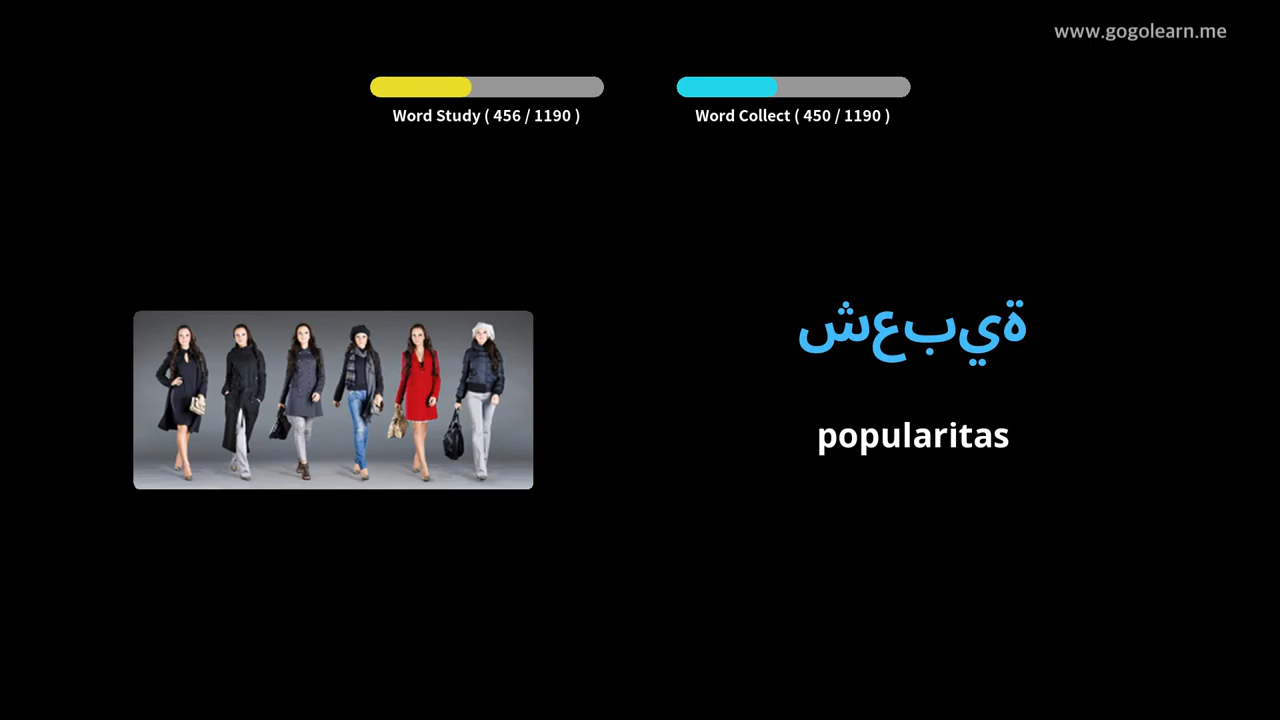 www.gogolearn.me
Word Study ( 456 / 1190 )
Word Collect ( 450 / 1190 )
شعبية
popularitas